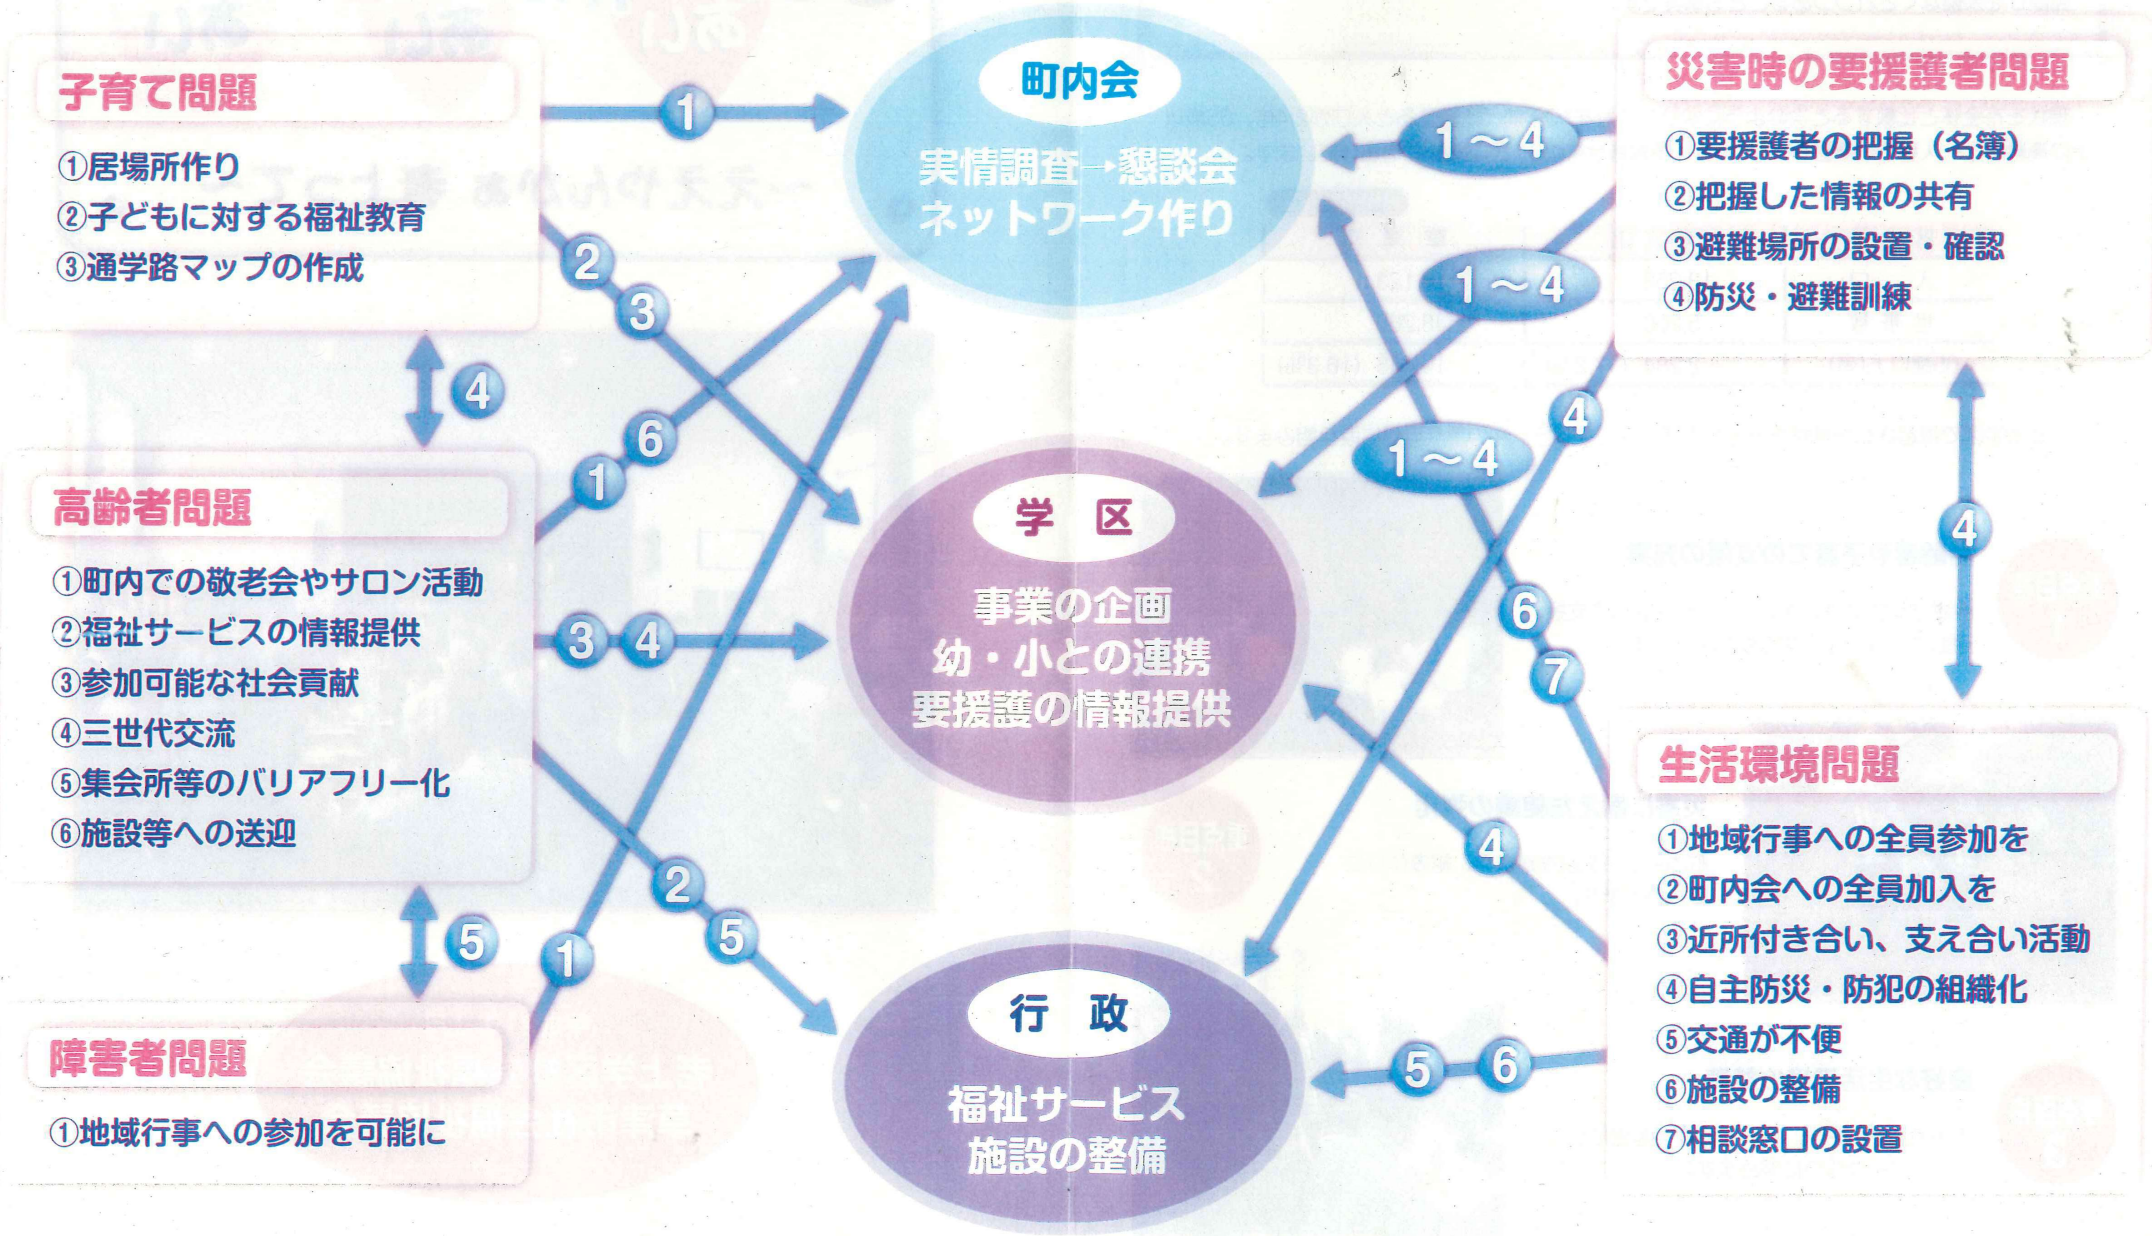 子育て問題
①居場所作り
②子どもに対する福祉教育
③通学路マップの作成
高齢者問題
①町内での敬老会やサロン活動
②福祉サービスの情報提供
③参加可能な社会貢献
④三世代交流
⑤集会所等のバリアフリー化
⑥施設等への送迎
障害者問題
①地域行事への参加を可能に
町内会
実情調査→懇談会
ネットワーク作り
学 区
事業の企画
幼・小との連携
要援護の情報提供
行 政
福祉サービス
施設の整備
災害時の要援護者問題
①要援護者の把握（名簿）
②把握した情報の共有
③避難場所の設置・確認
④防災・避難訓練
生活環境問題
①地域行事への全員参加を
②町内会への全員加入を
③近所付き合い、支え合い活動
④自主防災・防犯の組織化
⑤交通が不便
⑥施設の整備
⑦相談窓口の設置
1
2
3
4
1
6
3 4
2
5
5
1
1～4
1～4
1～4
4
4
6
7
4
5 6